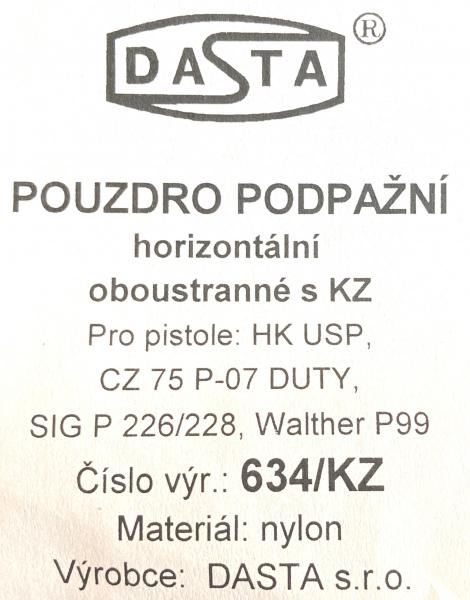 DASTA ®
POUZDRO PODPAŽNÍ
horizontální
oboustranné s KZ
Pro pistole: HK USP,
CZ 75 P-07 DUTY,
SIG P 226/228, Walther P99
Číslo výr.: 634/KZ
Materiál: nylon
Výrobce: DASTA s.r.o.